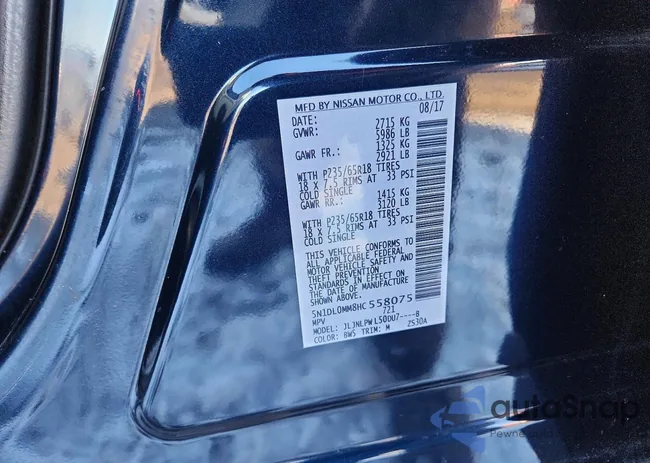 MFD BY NISSAN MOTOR CO., LTD.
DATE: 08/17
GVWR: 2715 KG
5986 LB
GAWR FR.: 1325 KG
2921 LB
WITH P235/65R18 TIRES
18 X 7.5 RIMS AT 33 PSI
COLD SINGLE
GAWR RR.: 1415 KG
3120 LB
WITH P235/65R18 TIRES
18 X 7.5 RIMS AT 33 PSI
COLD SINGLE
THIS VEHICLE CONFORMS TO
ALL APPLICABLE FEDERAL
MOTOR VEHICLE SAFETY AND
THEFT PREVENTION
STANDARDS IN EFFECT ON
THE DATE OF MANUFACTURE
SHOWN ABOVE.
5N1DL0MM8HC558075
MPV 721
MODEL: JLJNLPWL50DU7----B
COLOR: BW5 TRIM: M Z530A
autoSnap